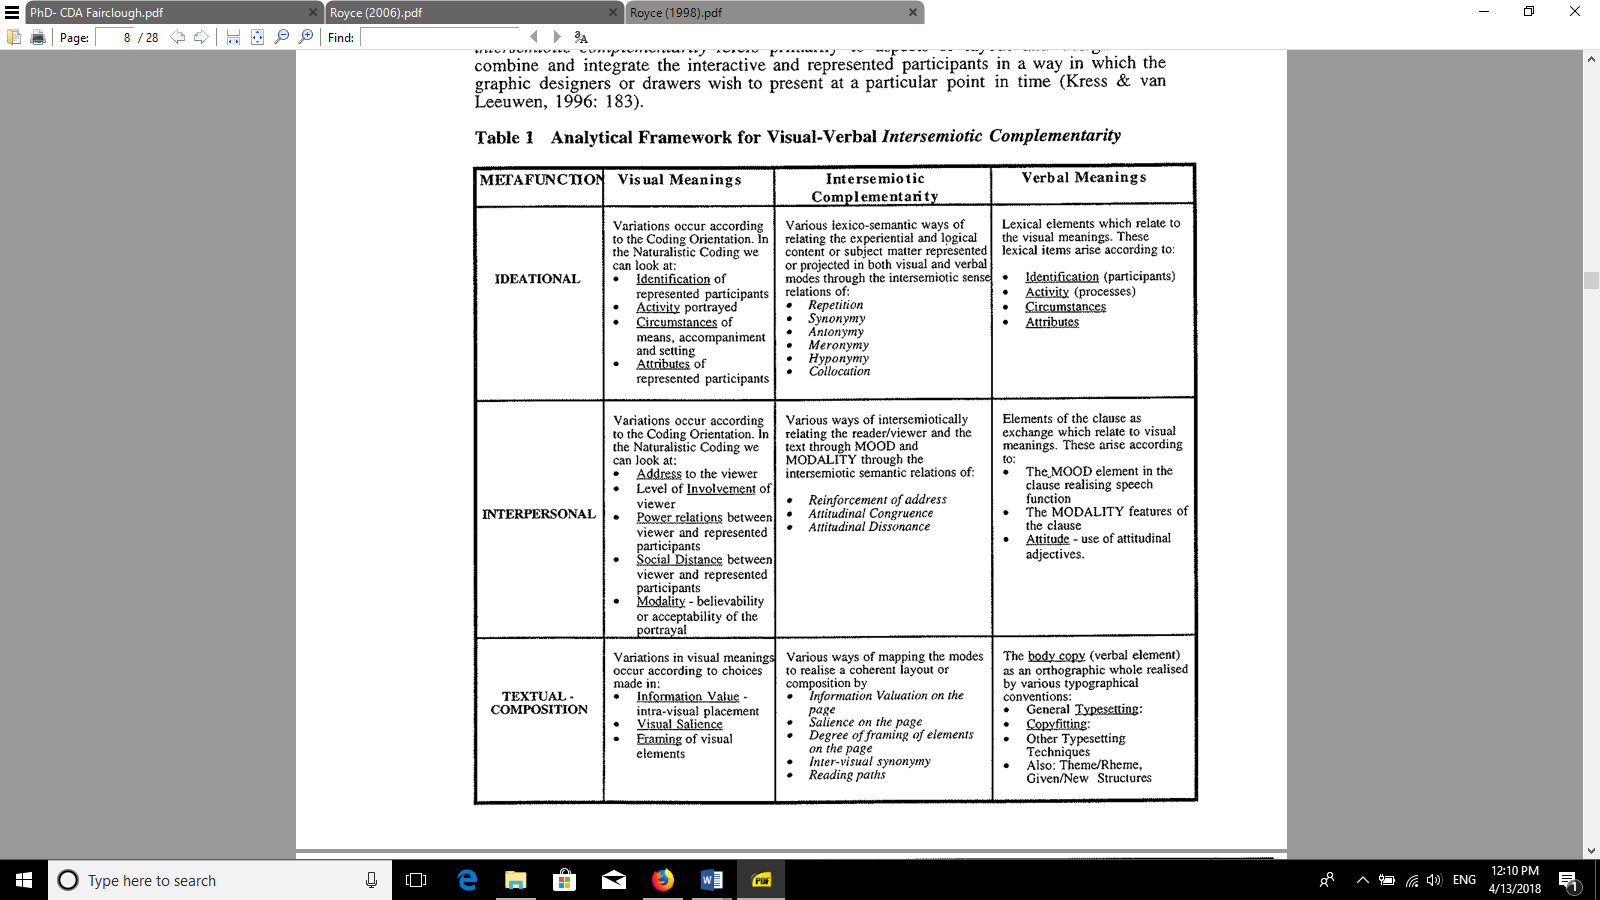 PhD- CDA Fairclough.pdf
Royce (2006).pdf
Royce (1998).pdf
Page: 8 / 28
Find:
combine and integrate the interactive and represented participants in a way in which the
graphic designers or drawers wish to present at a particular point in time (Kress & van
Leeuwen, 1996: 183).
Table 1 Analytical Framework for Visual-Verbal Intersemiotic Complementarity
METAFUNCTION
Visual Meanings
Intersemiotic
Complementarity
Verbal Meanings
IDEATIONAL
Variations occur according
to the Coding Orientation. In
the Naturalistic Coding we
can look at:
• Identification of
represented participants
• Activity portrayed
• Circumstances of
means, accompaniment
and setting
• Attributes of
represented participants
Various lexico-semantic ways of
relating the experiential and logical
content or subject matter represented
or projected in both visual and verbal
modes through the intersemiotic sense
relations of:
• Repetition
• Synonymy
• Antonymy
• Meronymy
• Hyponymy
• Collocation
Lexical elements which relate to
the visual meanings. These
lexical items arise according to:
• Identification (participants)
• Activity (processes)
• Circumstances
• Attributes
INTERPERSONAL
Variations occur according
to the Coding Orientation. In
the Naturalistic Coding we
can look at:
• Address to the viewer
• Level of Involvement of
viewer
• Power relations between
viewer and represented
participants
• Social Distance between
viewer and represented
participants
• Modality - believability
or acceptability of the
portrayal
Various ways of intersemiotically
relating the reader/viewer and the
text through MOOD and
MODALITY through the
intersemiotic semantic relations of:
• Reinforcement of address
• Attitudinal Congruence
• Attitudinal Dissonance
Elements of the clause as
exchange which relate to visual
meanings. These arise according
to:
• The MOOD element in the
clause realising speech
function
• The MODALITY features of
the clause
• Attitude - use of attitudinal
adjectives.
TEXTUAL -
COMPOSITION
Variations in visual meanings
occur according to choices
made in:
• Information Value -
intra-visual placement
• Visual Salience
• Framing of visual
elements
Various ways of mapping the modes
to realise a coherent layout or
composition by
• Information Valuation on the
page
• Salience on the page
• Degree of framing of elements
on the page
• Inter-visual synonymy
• Reading paths
The body copy (verbal element)
as an orthographic whole realised
by various typographical
conventions:
• General Typesetting:
• Copyfitting:
• Other Typesetting
Techniques
• Also: Theme/Rheme,
Given/New Structures
Type here to search
PDF
ENG
12:10 PM
4/13/2018
1